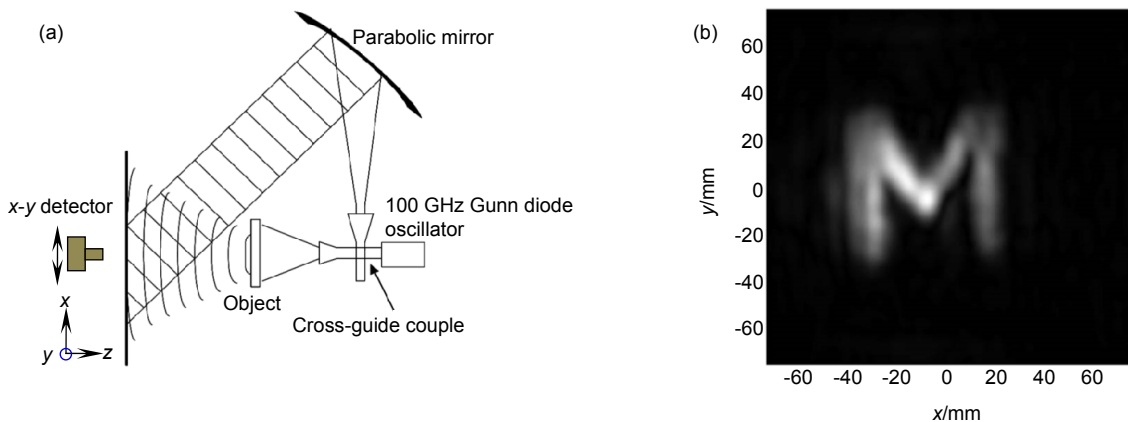 (a)
Parabolic mirror
x-y detector
100 GHz Gunn diode
oscillator
Object
Cross-guide couple
x
y
z
(b)
60
40
20
0
-20
-40
-60
y/mm
M
-60 -40 -20 0 20 40 60
x/mm